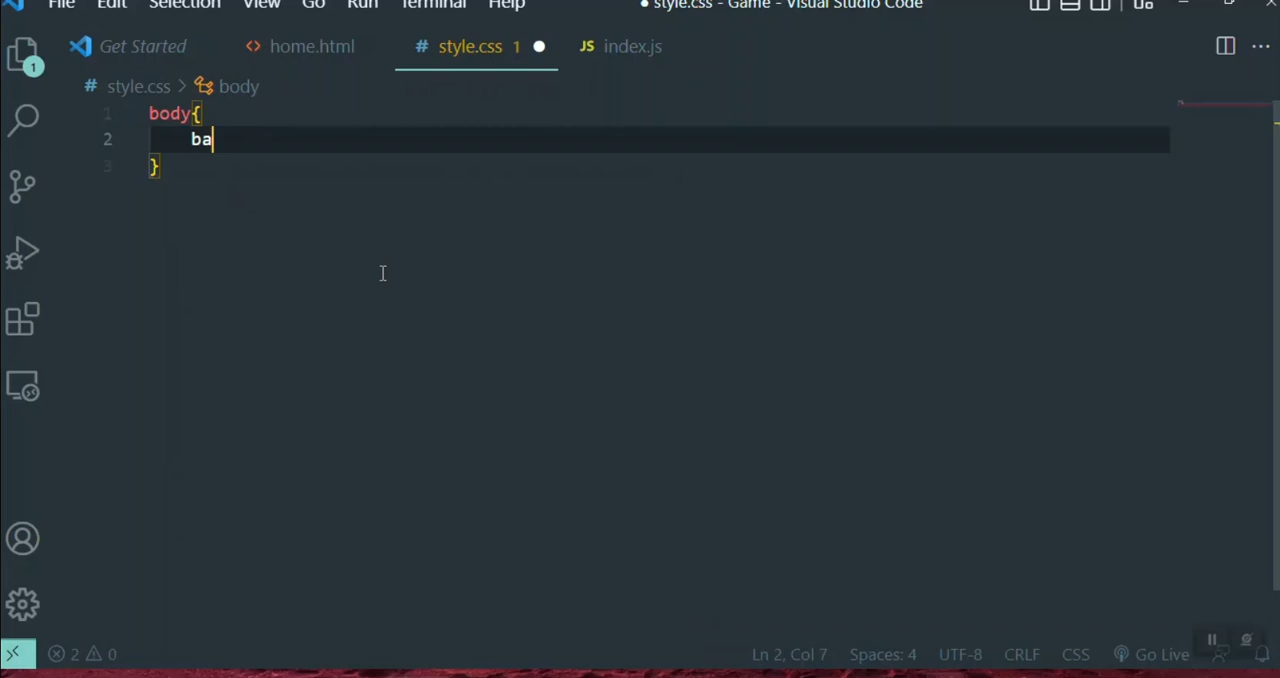 File Edit Selection View Go Run Terminal Help ● style.css - Game - Visual Studio Code
1
Get Started <> home.html # style.css 1 ● JS index.js ...
# style.css > body
1 body{
2 ba
3 }
2 0 Ln 2, Col 7 Spaces: 4 UTF-8 CRLF CSS Go Live